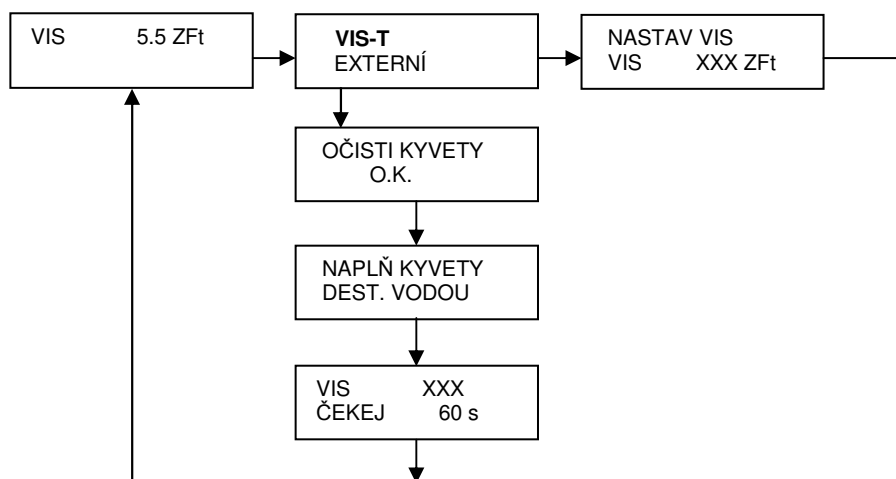 VIS 5.5 ZFt
VIS-T
EXTERNÍ
NASTAV VIS
VIS XXX ZFt
OČISTI KYVETY
O.K.
NAPLŇ KYVETY
DEST. VODOU
VIS XXX
ČEKEJ 60 s